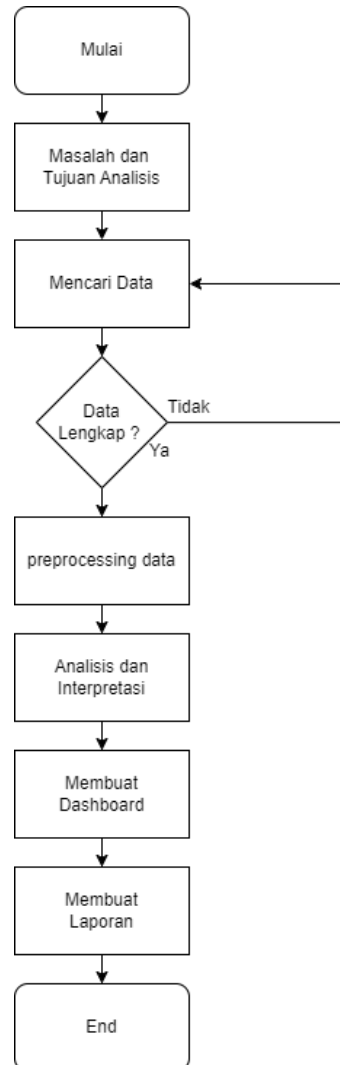 Mulai
Masalah dan
Tujuan Analisis
Mencari Data
Data
Lengkap ?
Tidak
Ya
preprocessing data
Analisis dan
Interpretasi
Membuat
Dashboard
Membuat
Laporan
End